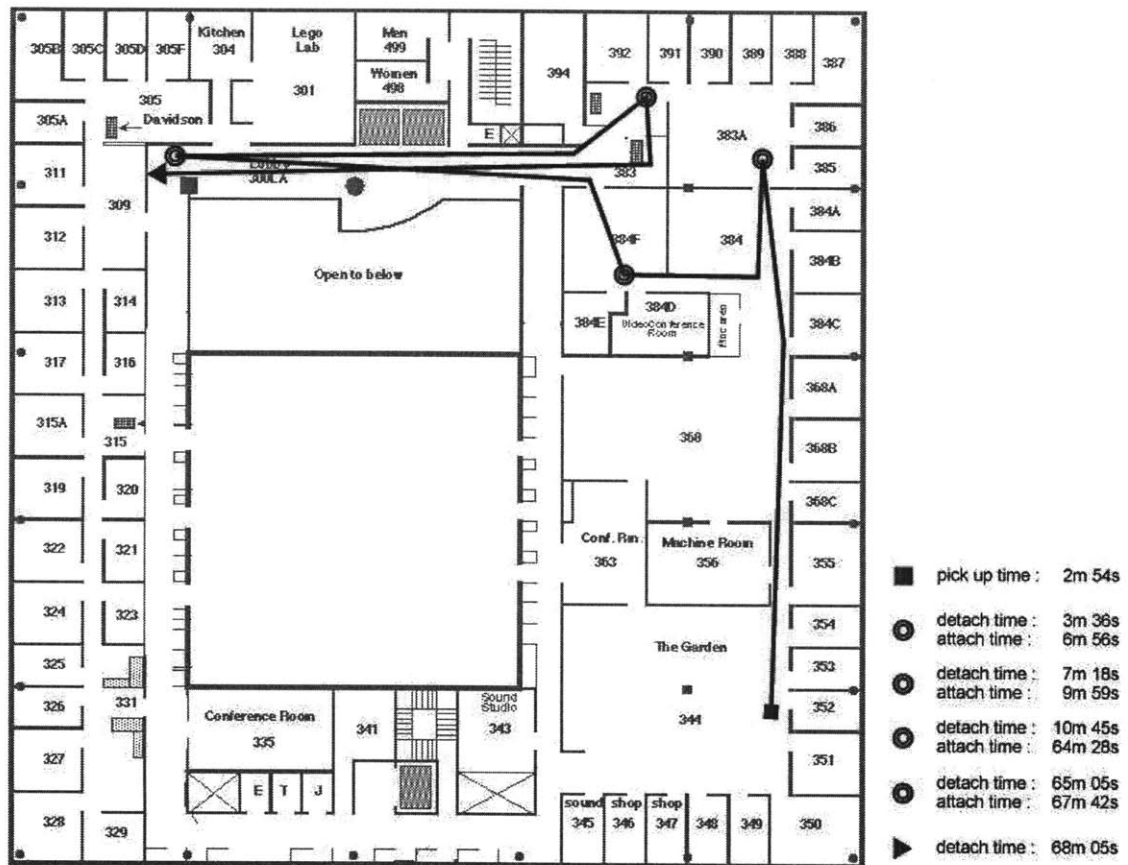 305B 305C 305D 305F Kitchen
304
Lego
Lab
301
Men
499
Women
498
394
392 391 390 389 388 387
305
Davidson
305A
E
383A
386
311
Lobby
300LA
383
385
309
384A
312
384F
384
384B
Open to below
313
314
384E
384D
VideoConference
Room
384C
317
316
368A
315A
315
368
368B
319
320
368C
322
321
Conf. Rm.
363
Machine Room
356
355
324
323
354
The Garden
325
353
326
331
344
352
Conference Room
335
341
Sound
Studio
343
327
351
E T J
328
329
sound
345
shop
346
shop
347
348 349 350
pick up time : 2m 54s
detach time : 3m 36s
attach time : 6m 56s
detach time : 7m 18s
attach time : 9m 59s
detach time : 10m 45s
attach time : 64m 28s
detach time : 65m 05s
attach time : 67m 42s
detach time : 68m 05s